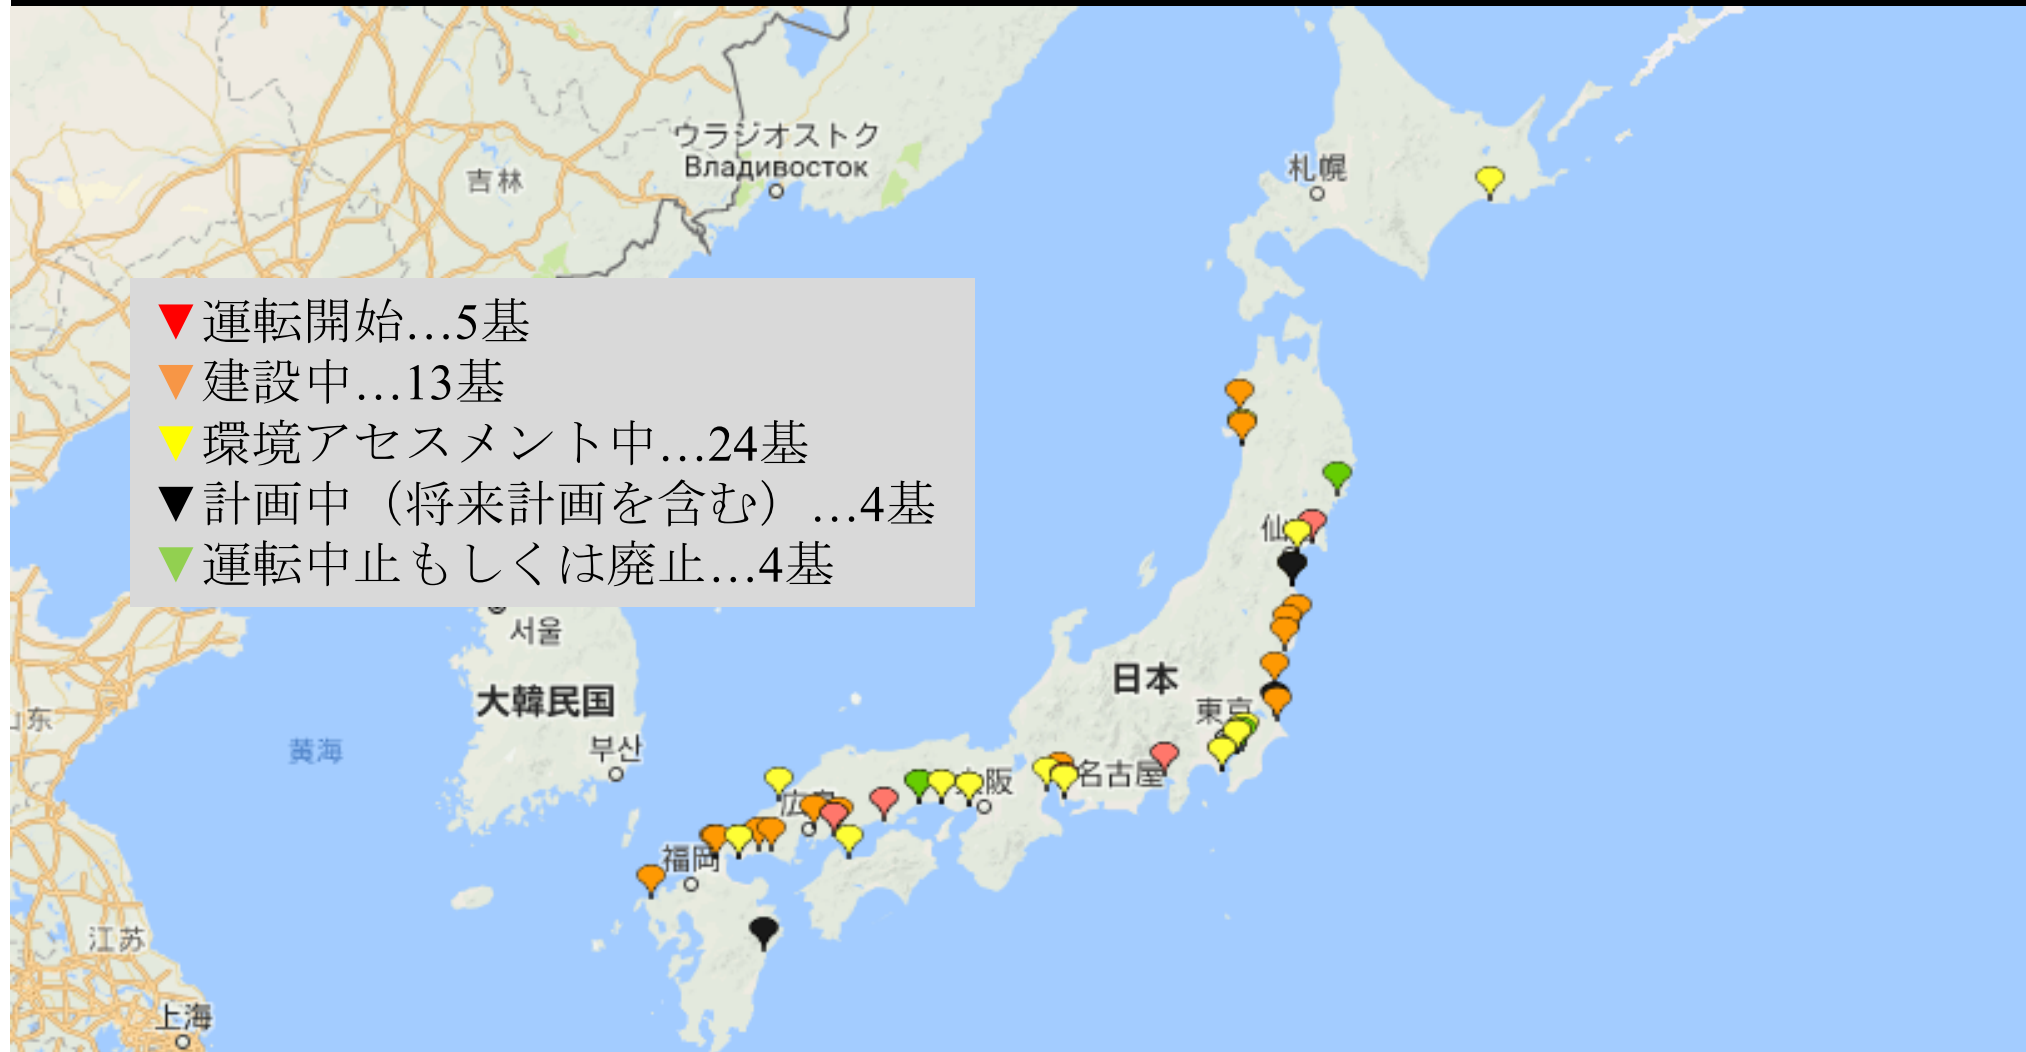 ウラジオストク
Владивосток
吉林
札幌
▼運転開始…5基
▼建設中…13基
▼環境アセスメント中…24基
▼計画中（将来計画を含む）…4基
▼運転中止もしくは廃止…4基
仙
서울
大韓民国
日本
东
東京
黄海
부산
阪
名古屋
福岡
江苏
上海